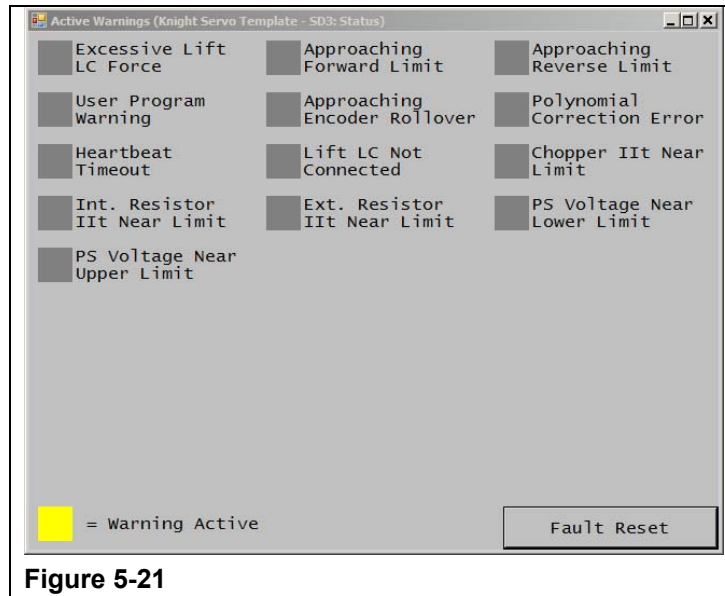 Active Warnings (Knight Servo Template - SD3: Status)
Excessive Lift
LC Force
Approaching
Forward Limit
Approaching
Reverse Limit
User Program
Warning
Approaching
Encoder Rollover
Polynomial
Correction Error
Heartbeat
Timeout
Lift LC Not
Connected
Chopper IIt Near
Limit
Int. Resistor
IIt Near Limit
Ext. Resistor
IIt Near Limit
PS Voltage Near
Lower Limit
PS Voltage Near
Upper Limit
= Warning Active
Fault Reset
Figure 5-21